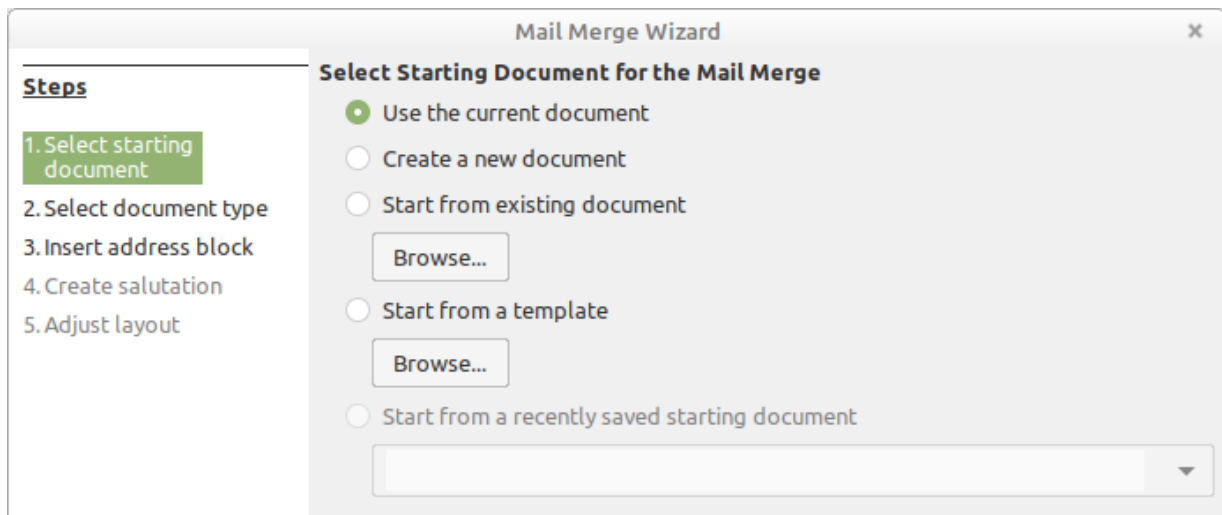 Mail Merge Wizard
Steps
1. Select starting
document
2. Select document type
3. Insert address block
4. Create salutation
5. Adjust layout
Select Starting Document for the Mail Merge
Use the current document
Create a new document
Start from existing document
Browse...
Start from a template
Browse...
Start from a recently saved starting document